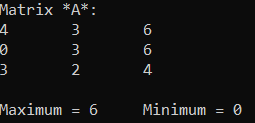 Matrix *A*:
4 3 6
0 3 6
3 2 4
Maximum = 6 Minimum = 0